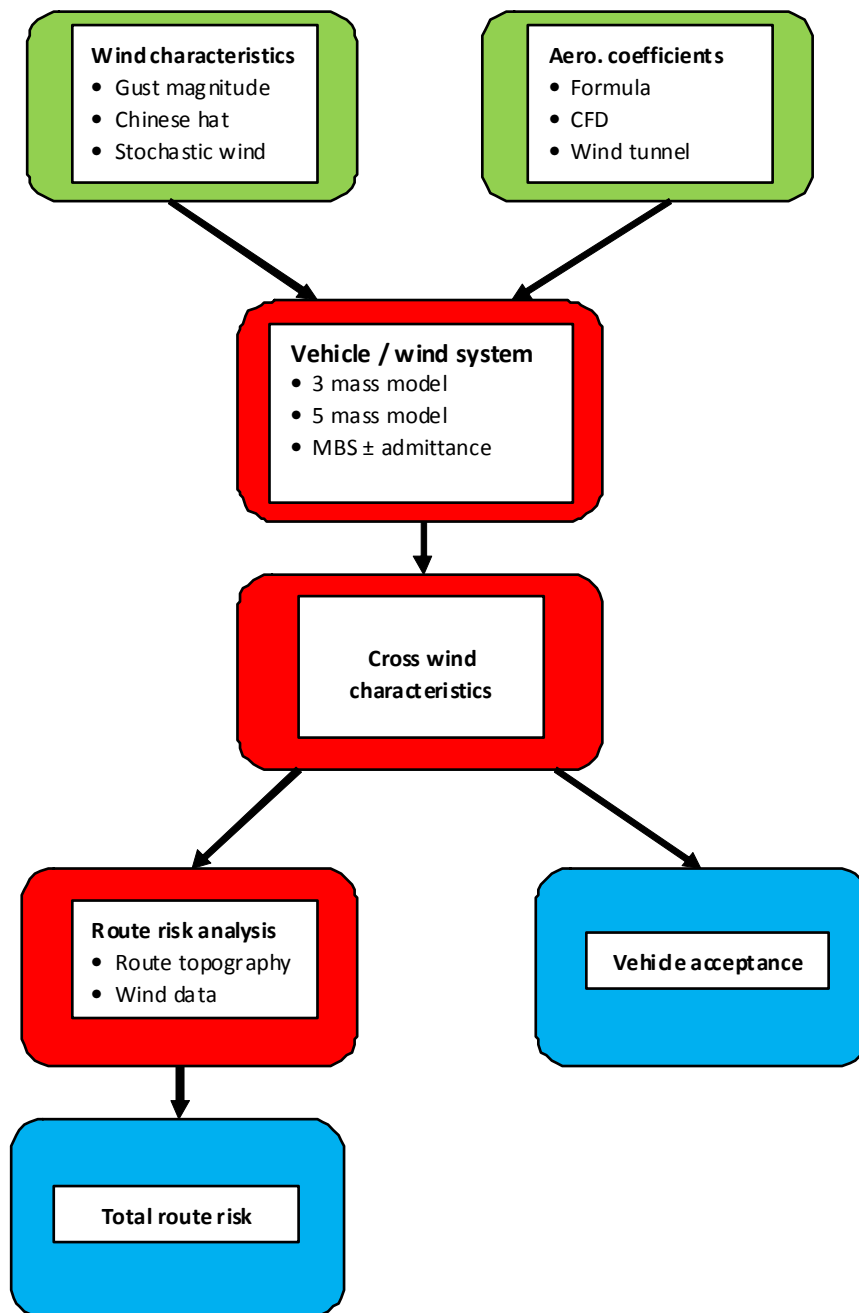 Wind characteristics
• Gust magnitude
• Chinese hat
• Stochastic wind
Aero. coefficients
• Formula
• CFD
• Wind tunnel
Vehicle / wind system
• 3 mass model
• 5 mass model
• MBS ± admittance
Cross wind
characteristics
Route risk analysis
• Route topography
• Wind data
Vehicle acceptance
Total route risk